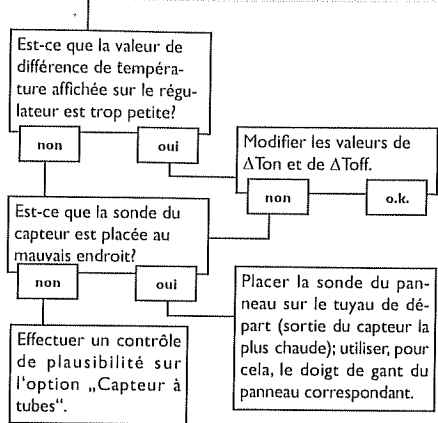 Est-ce que la valeur de
différence de tempéra-
ture affichée sur le régu-
lateur est trop petite?
non
oui
Modifier les valeurs de
ΔTon et de ΔToff.
non
o.k.
Est-ce que la sonde du
capteur est placée au
mauvais endroit?
non
oui
Placer la sonde du pan-
neau sur le tuyau de dé-
part (sortie du capteur la
plus chaude); utiliser, pour
cela, le doigt de gant du
panneau correspondant.
Effectuer un contrôle
de plausibilité sur
l'option „Capteur à
tubes“.